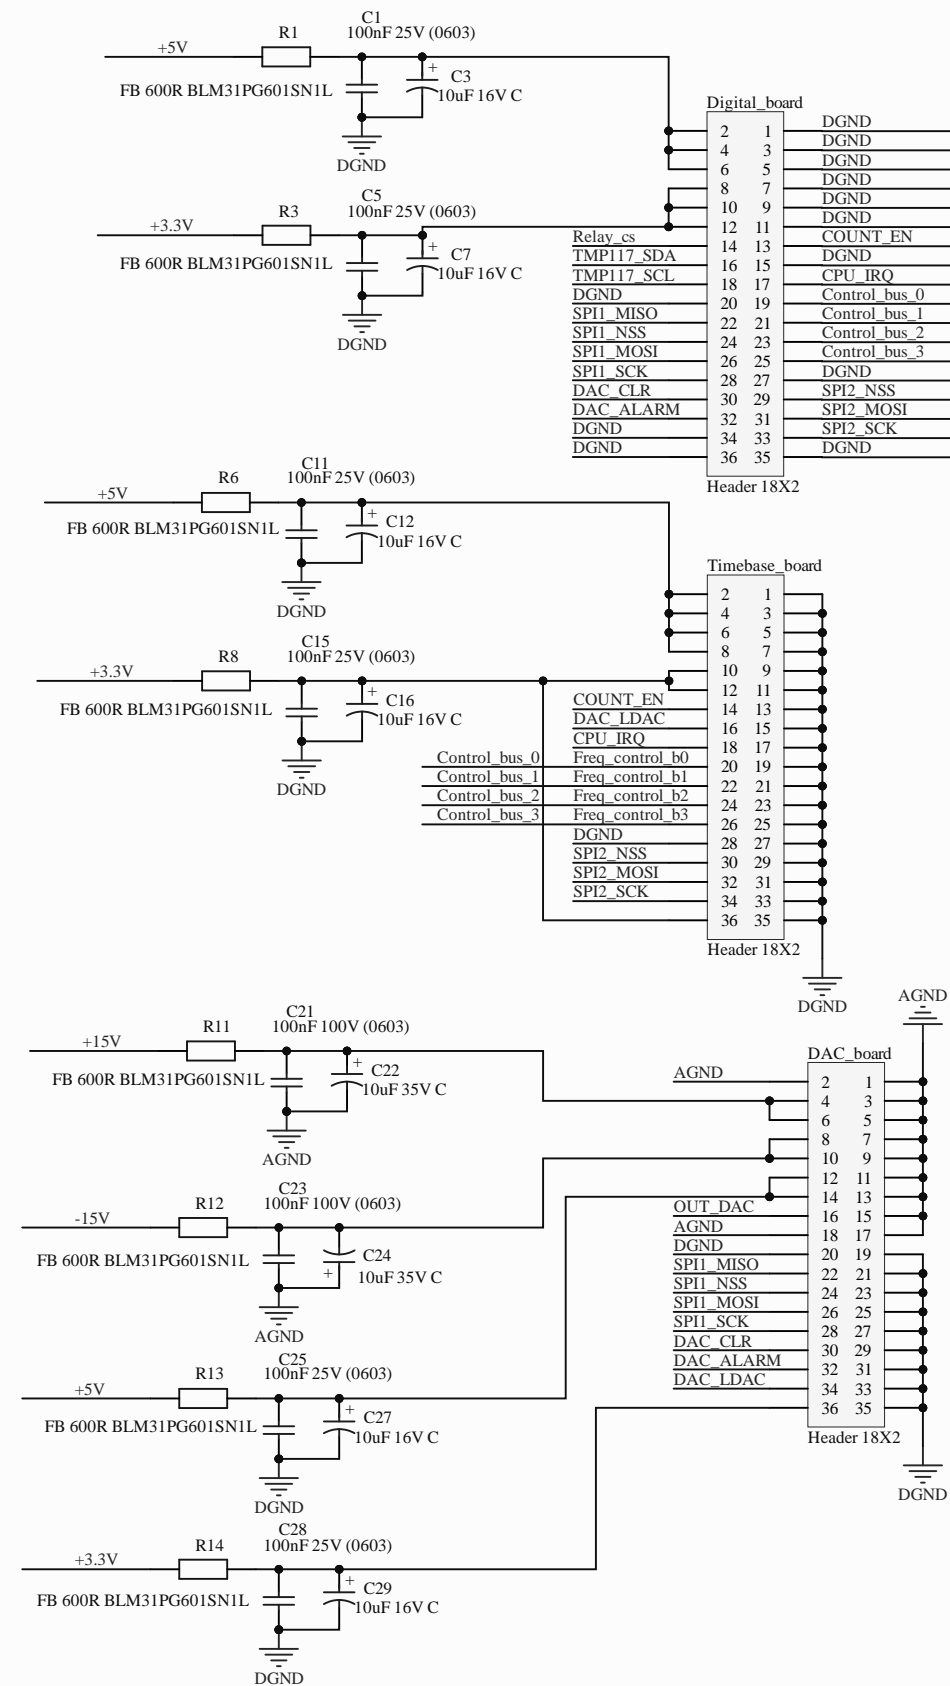 C1
100nF 25V (0603)
R1
+5V
FB 600R BLM31PG601SN1L
+
C3
10uF 16V C
DGND
C5
100nF 25V (0603)
R3
+3.3V
FB 600R BLM31PG601SN1L
+
C7
10uF 16V C
DGND
Digital_board
2 1 DGND
4 3 DGND
6 5 DGND
8 7 DGND
10 9 DGND
12 11 DGND
Relay_cs 14 13 COUNT_EN
TMP117_SDA 16 15 DGND
TMP117_SCL 18 17 CPU_IRQ
DGND 20 19 Control_bus_0
SPI1_MISO 22 21 Control_bus_1
SPI1_NSS 24 23 Control_bus_2
SPI1_MOSI 26 25 Control_bus_3
SPI1_SCK 28 27 DGND
DAC_CLR 30 29 SPI2_NSS
DAC_ALARM 32 31 SPI2_MOSI
DGND 34 33 SPI2_SCK
DGND 36 35 DGND
Header 18X2
C11
100nF 25V (0603)
R6
+5V
FB 600R BLM31PG601SN1L
+
C12
10uF 16V C
DGND
C15
100nF 25V (0603)
R8
+3.3V
FB 600R BLM31PG601SN1L
+
C16
10uF 16V C
DGND
Timebase_board
2 1
4 3
6 5
8 7
10 9
12 11
COUNT_EN 14 13
DAC_LDAC 16 15
CPU_IRQ 18 17
Control_bus_0 Freq_control_b0 20 19
Control_bus_1 Freq_control_b1 22 21
Control_bus_2 Freq_control_b2 24 23
Control_bus_3 Freq_control_b3 26 25
DGND 28 27
SPI2_NSS 30 29
SPI2_MOSI 32 31
SPI2_SCK 34 33
36 35
Header 18X2
DGND
C21
100nF 100V (0603)
R11
+15V
FB 600R BLM31PG601SN1L
+
C22
10uF 35V C
AGND
C23
100nF 100V (0603)
R12
-15V
FB 600R BLM31PG601SN1L
C24
+
10uF 35V C
AGND
C25
100nF 25V (0603)
R13
+5V
FB 600R BLM31PG601SN1L
+
C27
10uF 16V C
DGND
C28
100nF 25V (0603)
R14
+3.3V
FB 600R BLM31PG601SN1L
+
C29
10uF 16V C
DGND
AGND
DAC_board
AGND 2 1
4 3
6 5
8 7
10 9
12 11
14 13
OUT_DAC 16 15
AGND 18 17
DGND 20 19
SPI1_MISO 22 21
SPI1_NSS 24 23
SPI1_MOSI 26 25
SPI1_SCK 28 27
DAC_CLR 30 29
DAC_ALARM 32 31
DAC_LDAC 34 33
36 35
Header 18X2
DGND